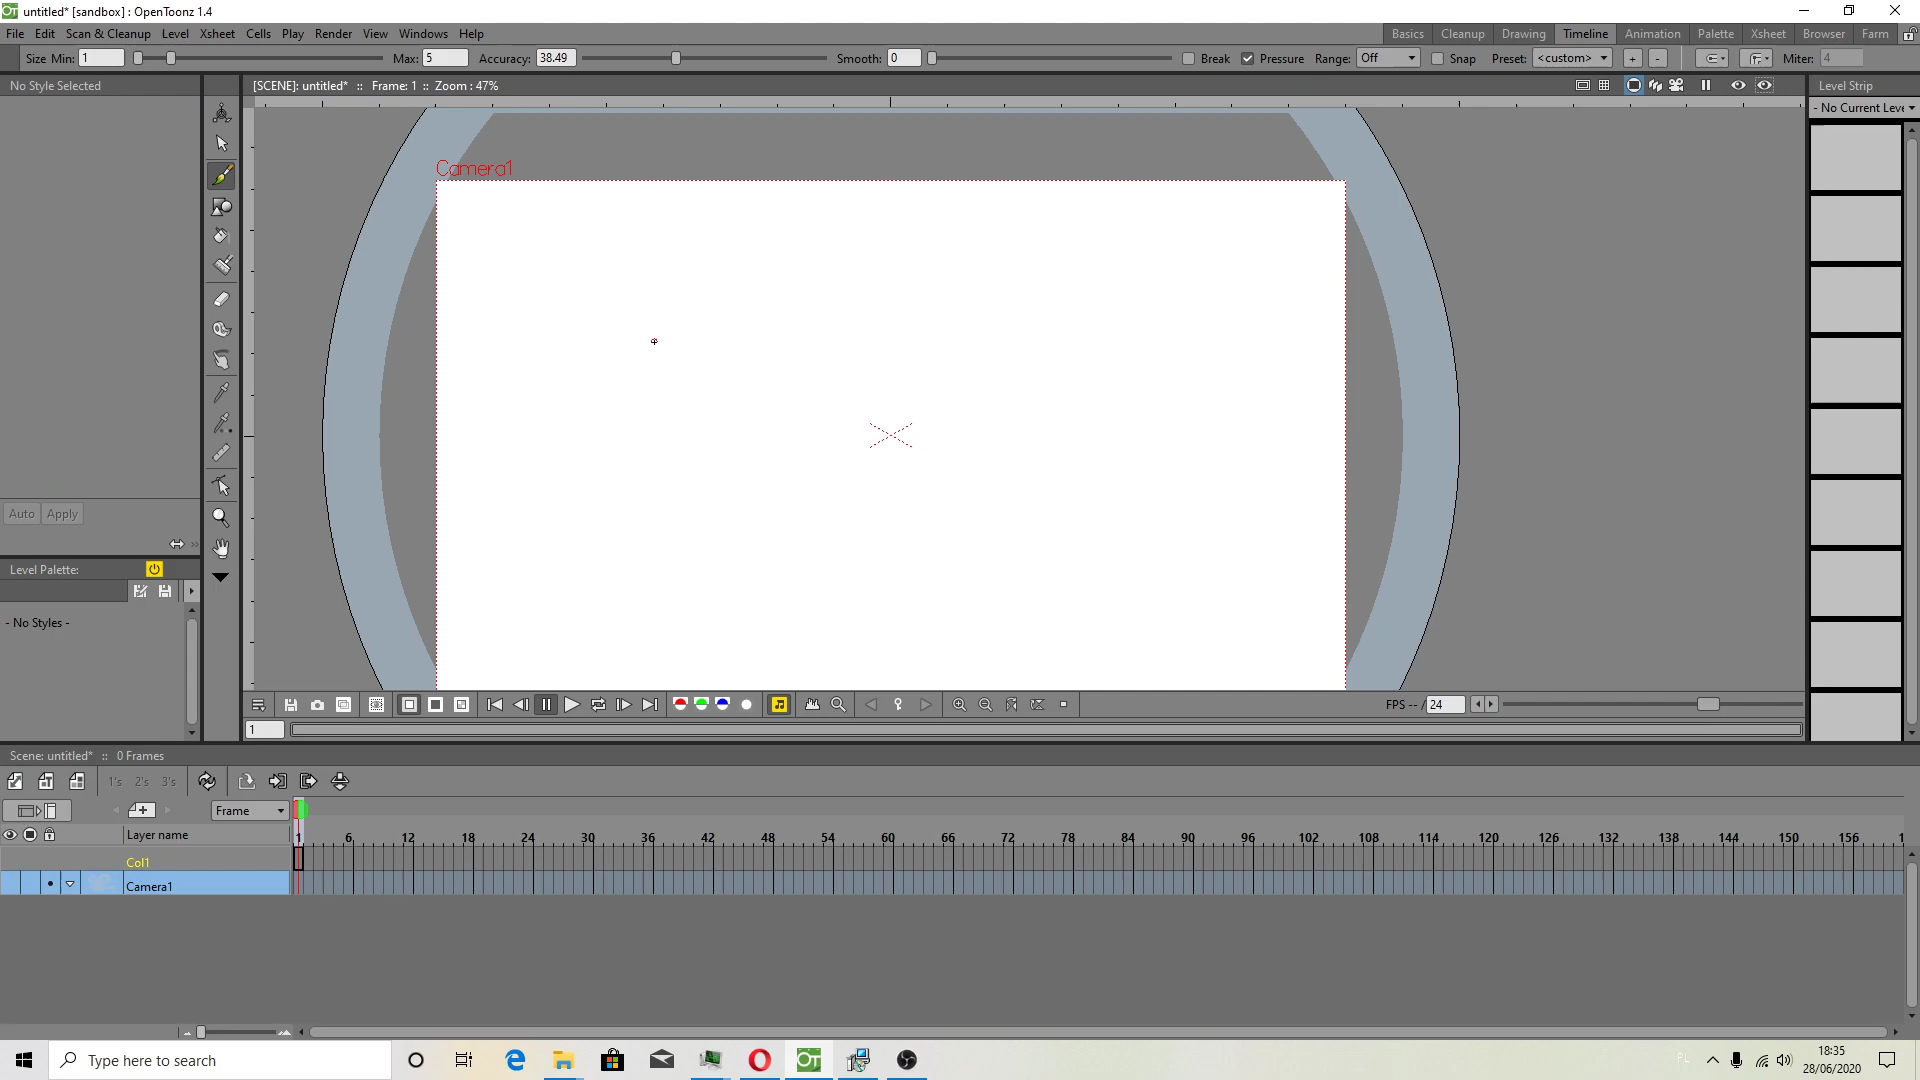 untitled* [sandbox] : OpenToonz 1.4
File Edit Scan & Cleanup Level Xsheet Cells Play Render View Windows Help
Basics Cleanup Drawing Timeline Animation Palette Xsheet Browser Farm
Size Min: 1 Max: 5 Accuracy: 38.49 Smooth: 0 Break Pressure Range: Off Snap Preset: <custom> + - Miter: 4
No Style Selected
[SCENE]: untitled* :: Frame: 1 :: Zoom : 47%
Level Strip
- No Current Leve
Camera1
Auto Apply
Level Palette:
- No Styles -
FPS -- / 24
1
Scene: untitled* :: 0 Frames
1's 2's 3's
Frame
Layer name
1 6 12 18 24 30 36 42 48 54 60 66 72 78 84 90 96 102 108 114 120 126 132 138 144 150 156 1
Col1
Camera1
Type here to search
OT
18:35
28/06/2020